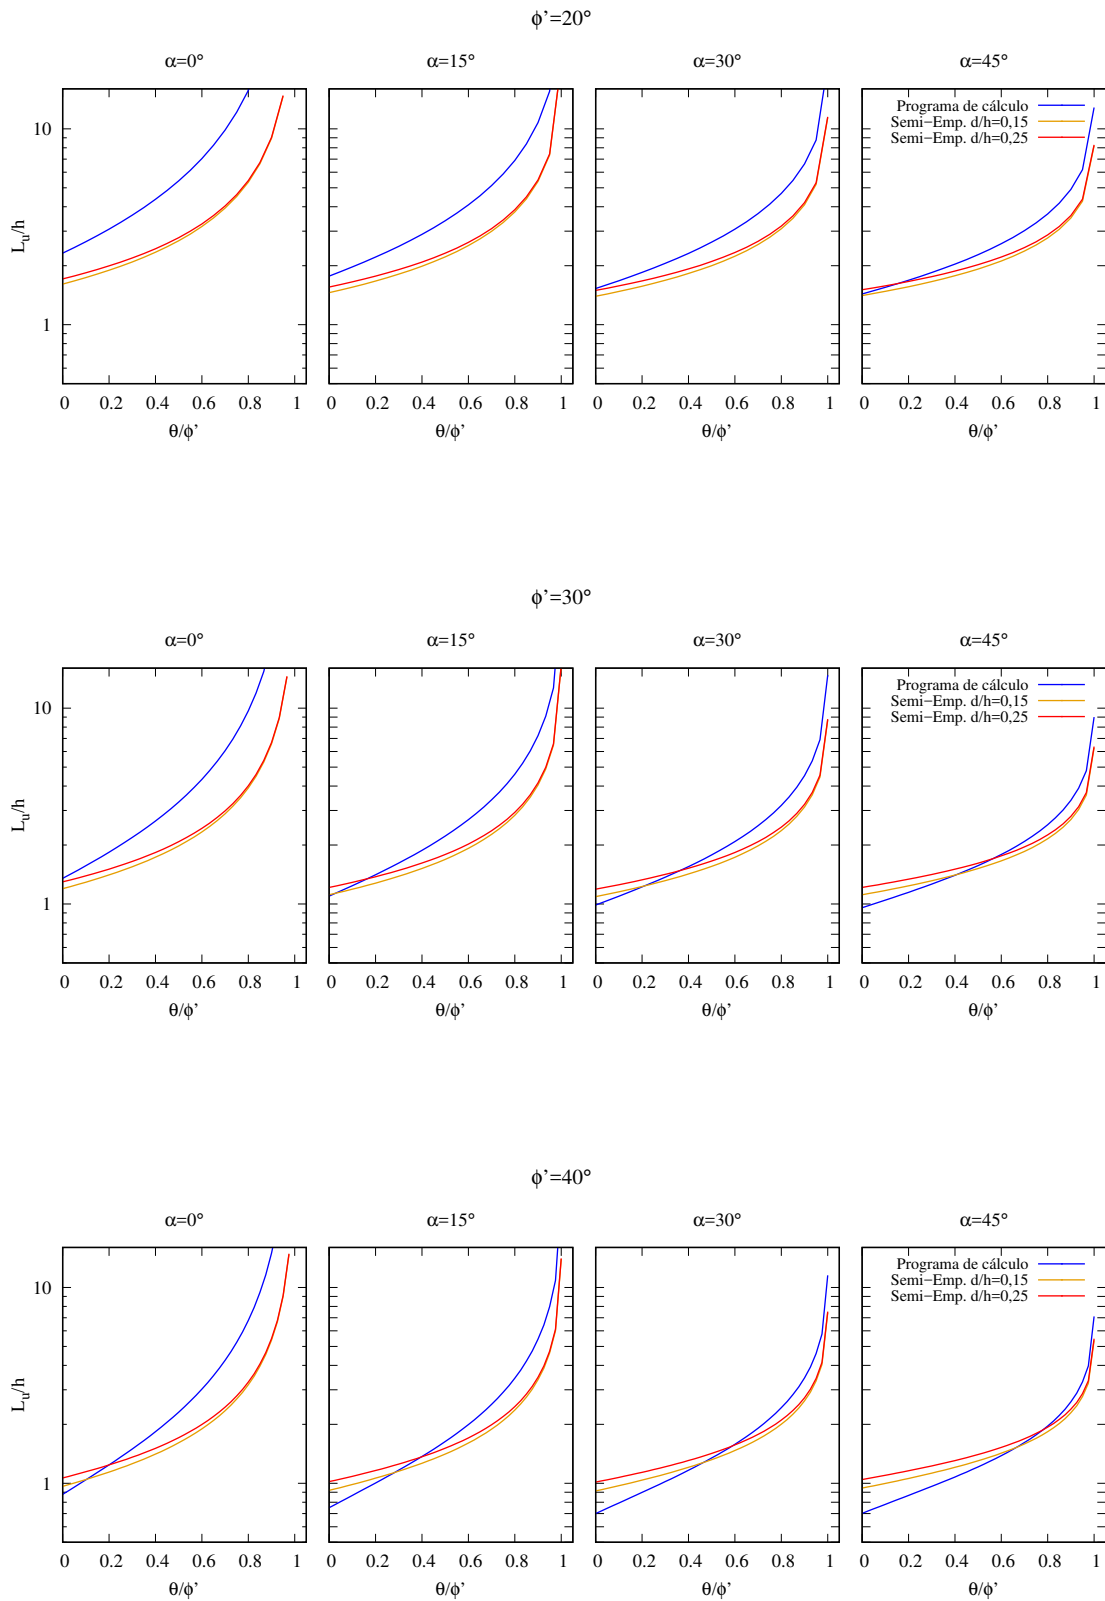 ϕ’=20°
α=0° α=15° α=30° α=45°
Programa de cálculo
Semi−Emp. d/h=0,15
Semi−Emp. d/h=0,25
10
1
L_u/h
0 0.2 0.4 0.6 0.8 1 0 0.2 0.4 0.6 0.8 1 0 0.2 0.4 0.6 0.8 1 0 0.2 0.4 0.6 0.8 1
θ/ϕ’ θ/ϕ’ θ/ϕ’ θ/ϕ’
ϕ’=30°
α=0° α=15° α=30° α=45°
Programa de cálculo
Semi−Emp. d/h=0,15
Semi−Emp. d/h=0,25
10
1
L_u/h
0 0.2 0.4 0.6 0.8 1 0 0.2 0.4 0.6 0.8 1 0 0.2 0.4 0.6 0.8 1 0 0.2 0.4 0.6 0.8 1
θ/ϕ’ θ/ϕ’ θ/ϕ’ θ/ϕ’
ϕ’=40°
α=0° α=15° α=30° α=45°
Programa de cálculo
Semi−Emp. d/h=0,15
Semi−Emp. d/h=0,25
10
1
L_u/h
0 0.2 0.4 0.6 0.8 1 0 0.2 0.4 0.6 0.8 1 0 0.2 0.4 0.6 0.8 1 0 0.2 0.4 0.6 0.8 1
θ/ϕ’ θ/ϕ’ θ/ϕ’ θ/ϕ’